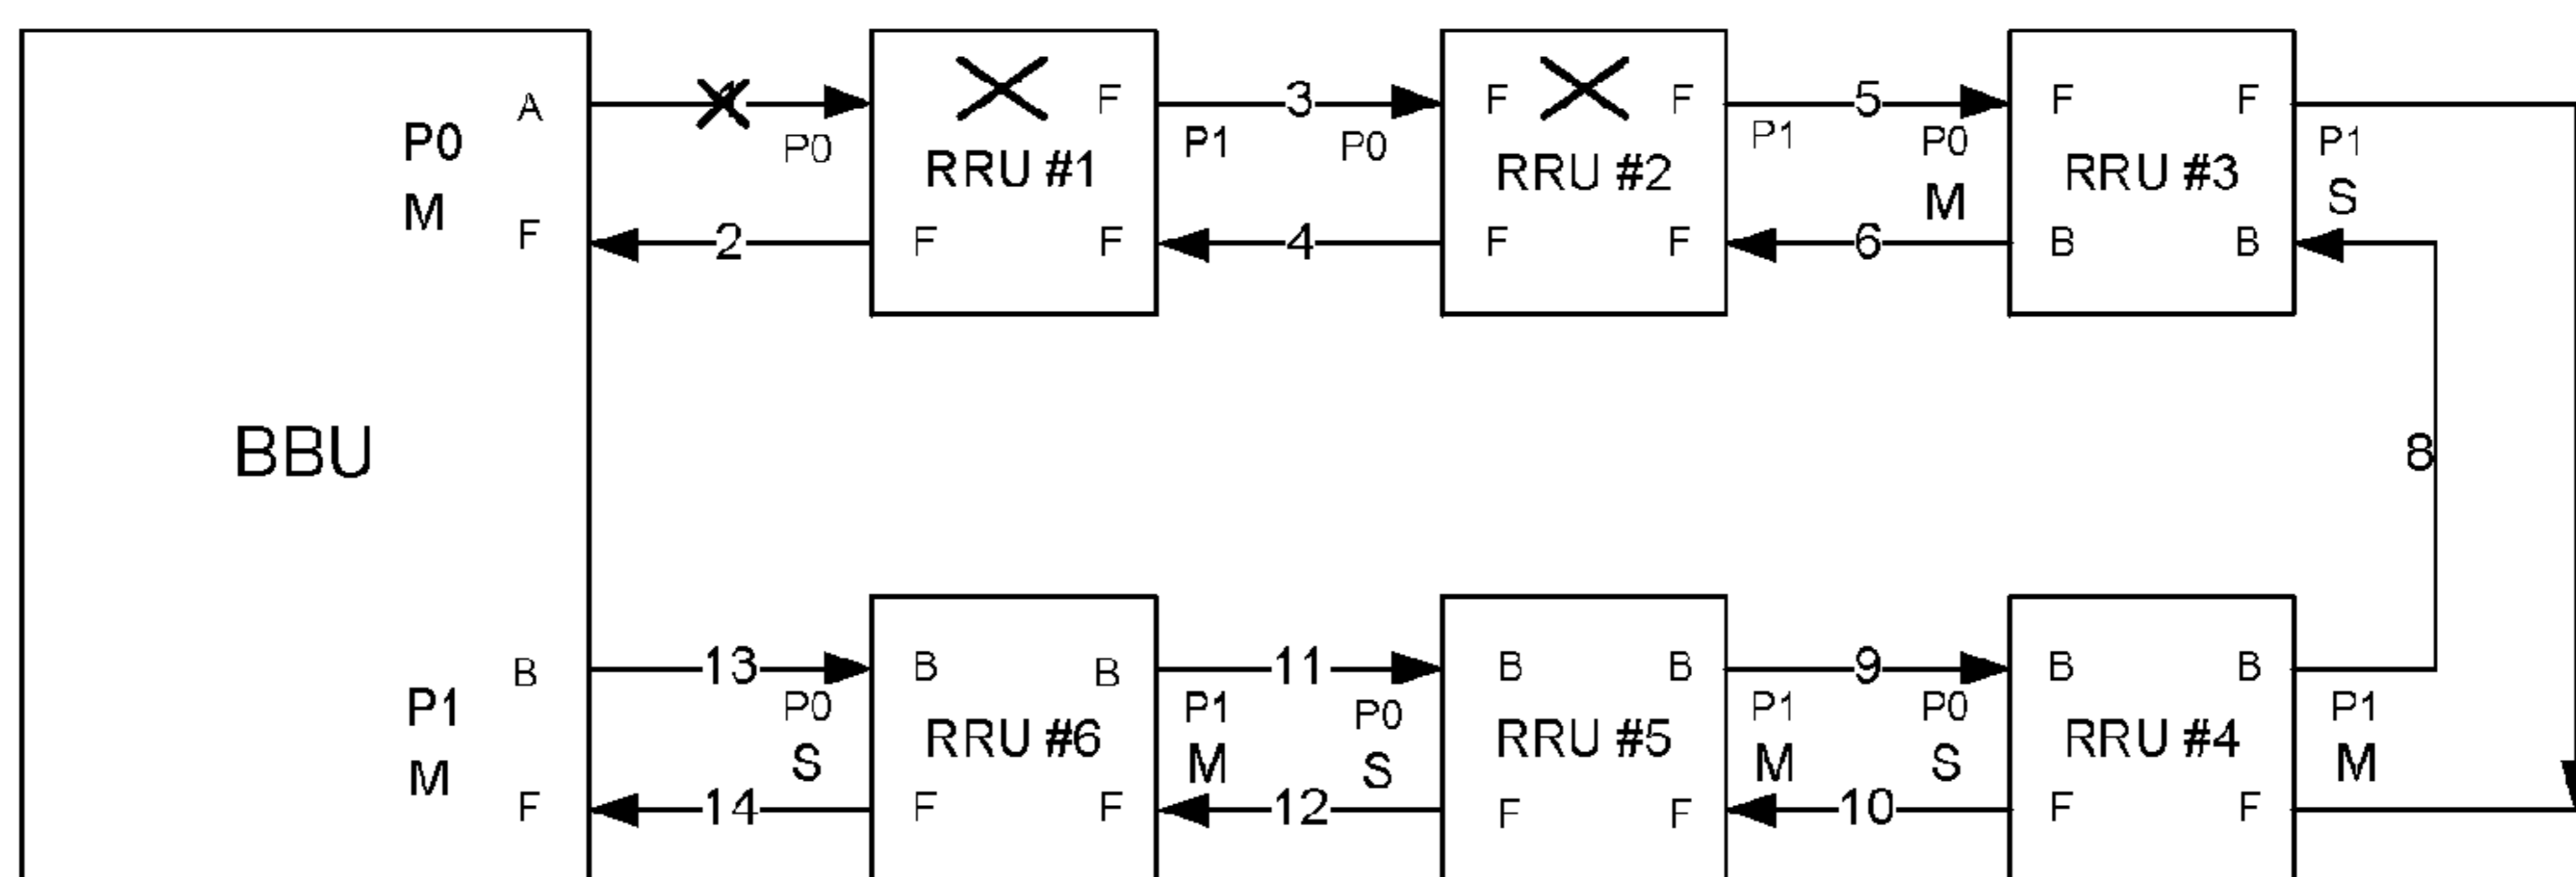 A F F F F F F
3 5
P0 P0 P1 P0 P1 P0 P1
RRU #1 RRU #2 RRU #3
M M S
F F F F F B B
2 4 6
BBU
8
B B B B B B B
13 11 9
P1 P0 P1 P0 P1 P0 P1
RRU #6 RRU #5 RRU #4
M S M S M S M
F F F F F F F
14 12 10